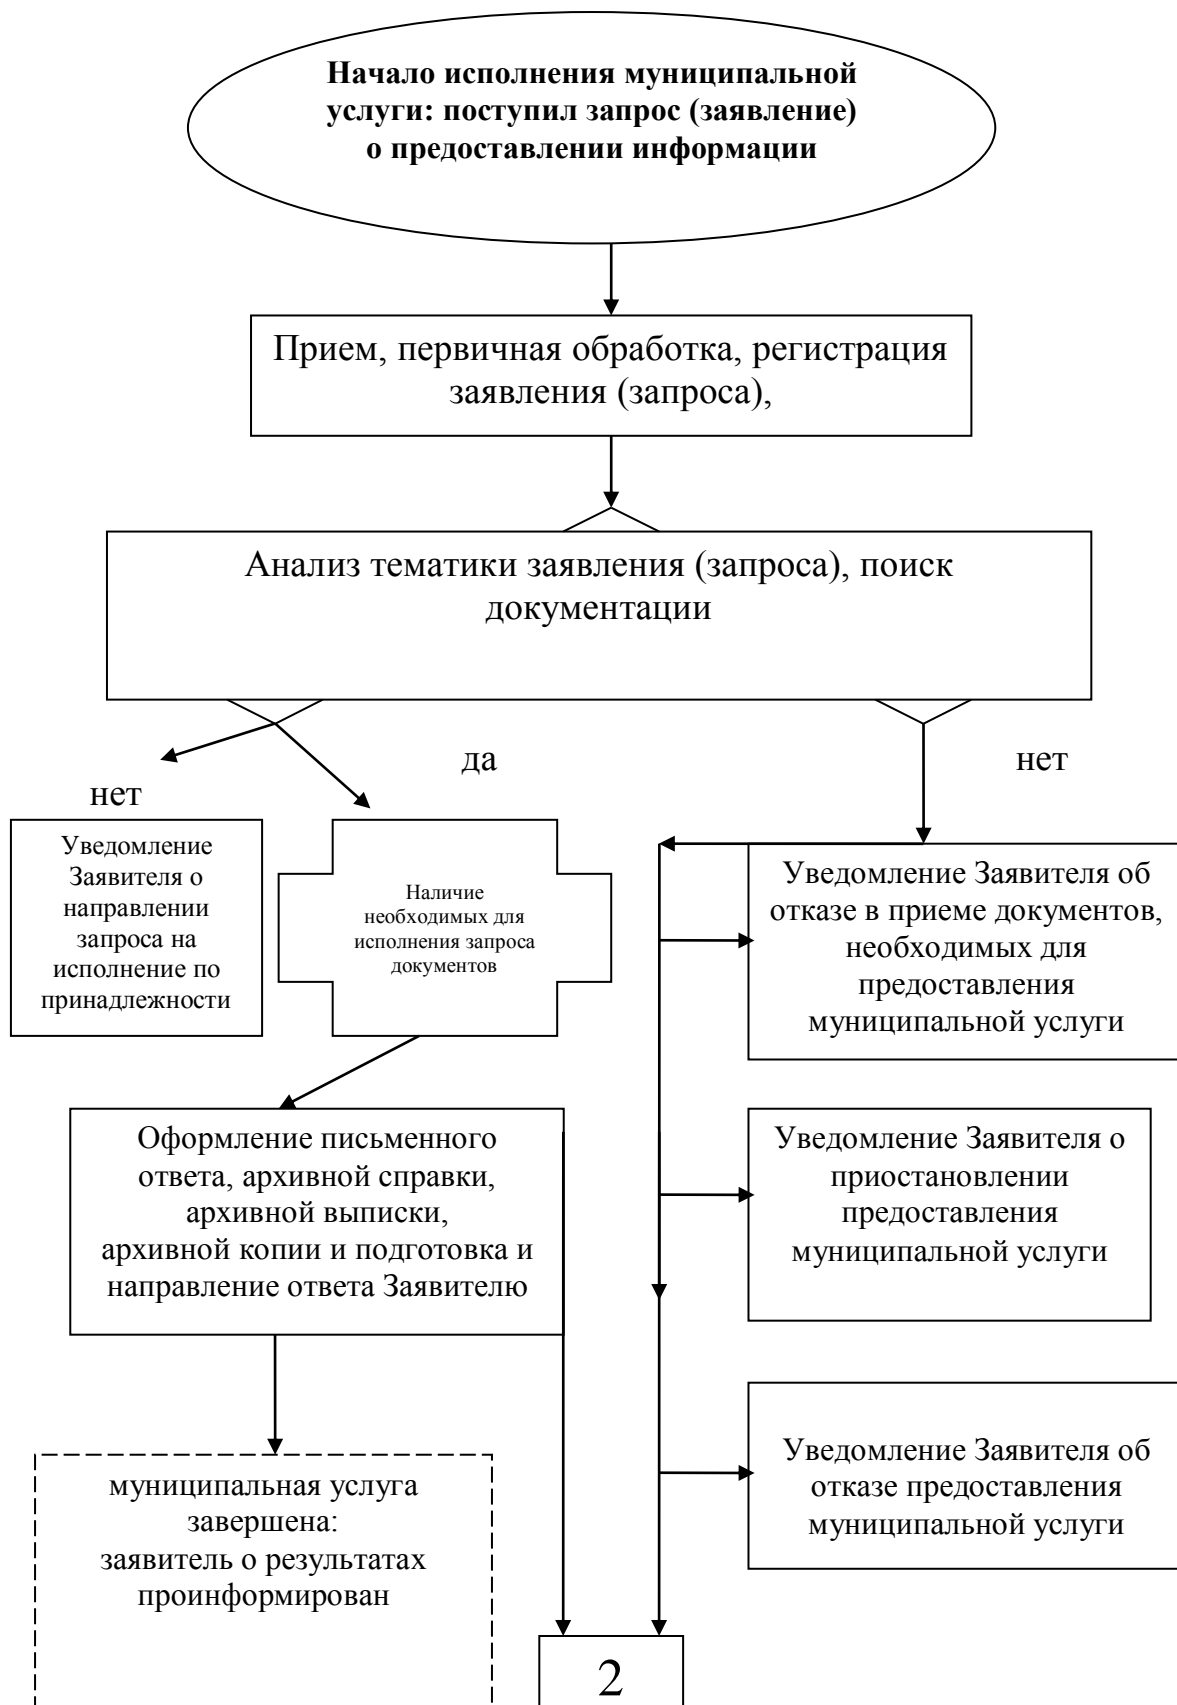 Начало исполнения муниципальной
услуги: поступил запрос (заявление)
о предоставлении информации
Прием, первичная обработка, регистрация
заявления (запроса),
Анализ тематики заявления (запроса), поиск
документации
да
нет
нет
Уведомление
Заявителя о
направлении
запроса на
исполнение по
принадлежности
Наличие
необходимых для
исполнения запроса
документов
Уведомление Заявителя об
отказе в приеме документов,
необходимых для
предоставления
муниципальной услуги
Оформление письменного
ответа, архивной справки,
архивной выписки,
архивной копии и подготовка и
направление ответа Заявителю
Уведомление Заявителя о
приостановлении
предоставления
муниципальной услуги
муниципальная услуга
завершена:
заявитель о результатах
проинформирован
Уведомление Заявителя об
отказе предоставления
муниципальной услуги
2